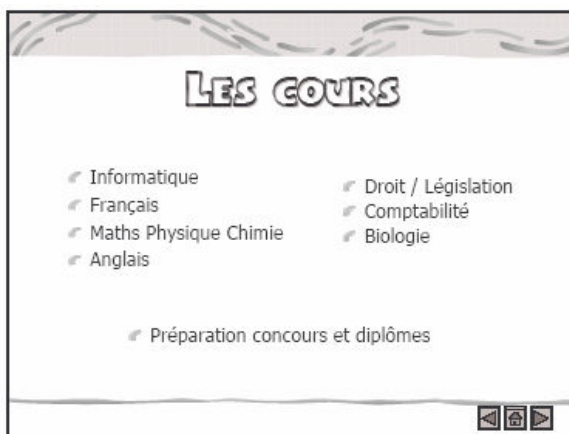 Les cours
Informatique
Français
Maths Physique Chimie
Anglais
Droit / Législation
Comptabilité
Biologie
Préparation concours et diplômes